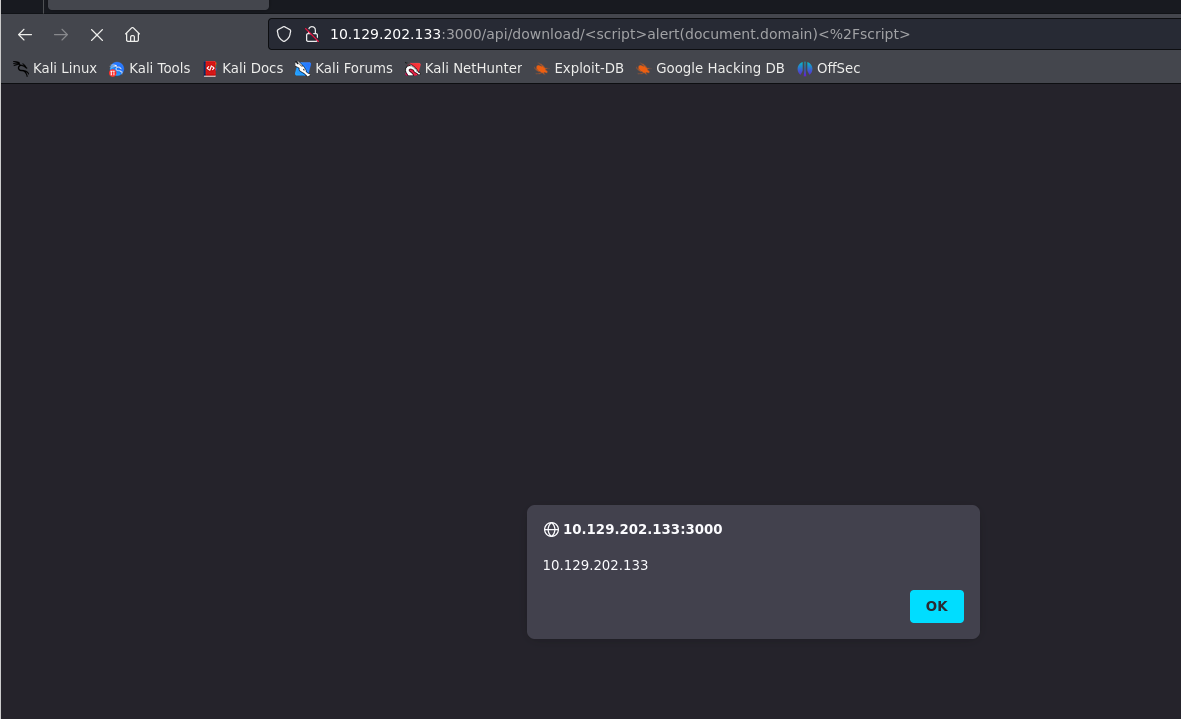 10.129.202.133:3000/api/download/<script>alert(document.domain)<%2Fscript>
Kali Linux Kali Tools Kali Docs Kali Forums Kali NetHunter Exploit-DB Google Hacking DB OffSec
10.129.202.133:3000
10.129.202.133
OK